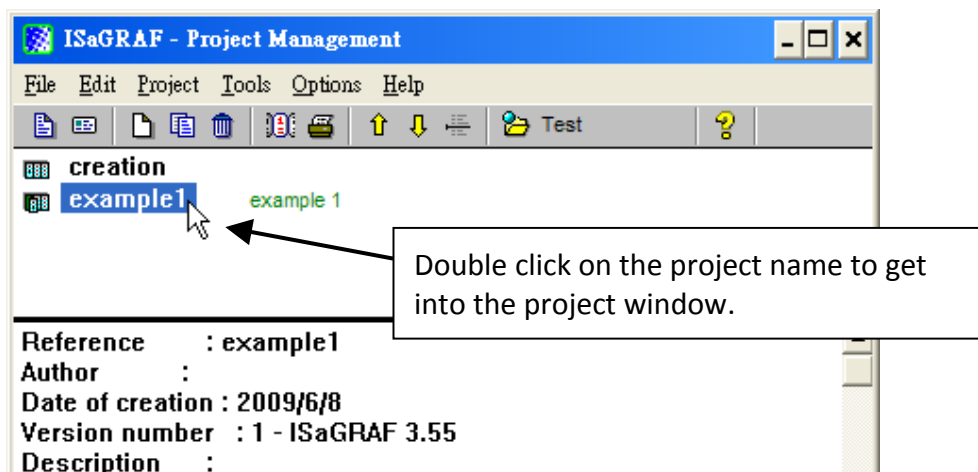 ISaGRAF - Project Management
File Edit Project Tools Options Help
Test
creation
example1 example 1
Double click on the project name to get
into the project window.
Reference : example1
Author :
Date of creation : 2009/6/8
Version number : 1 - ISaGRAF 3.55
Description :